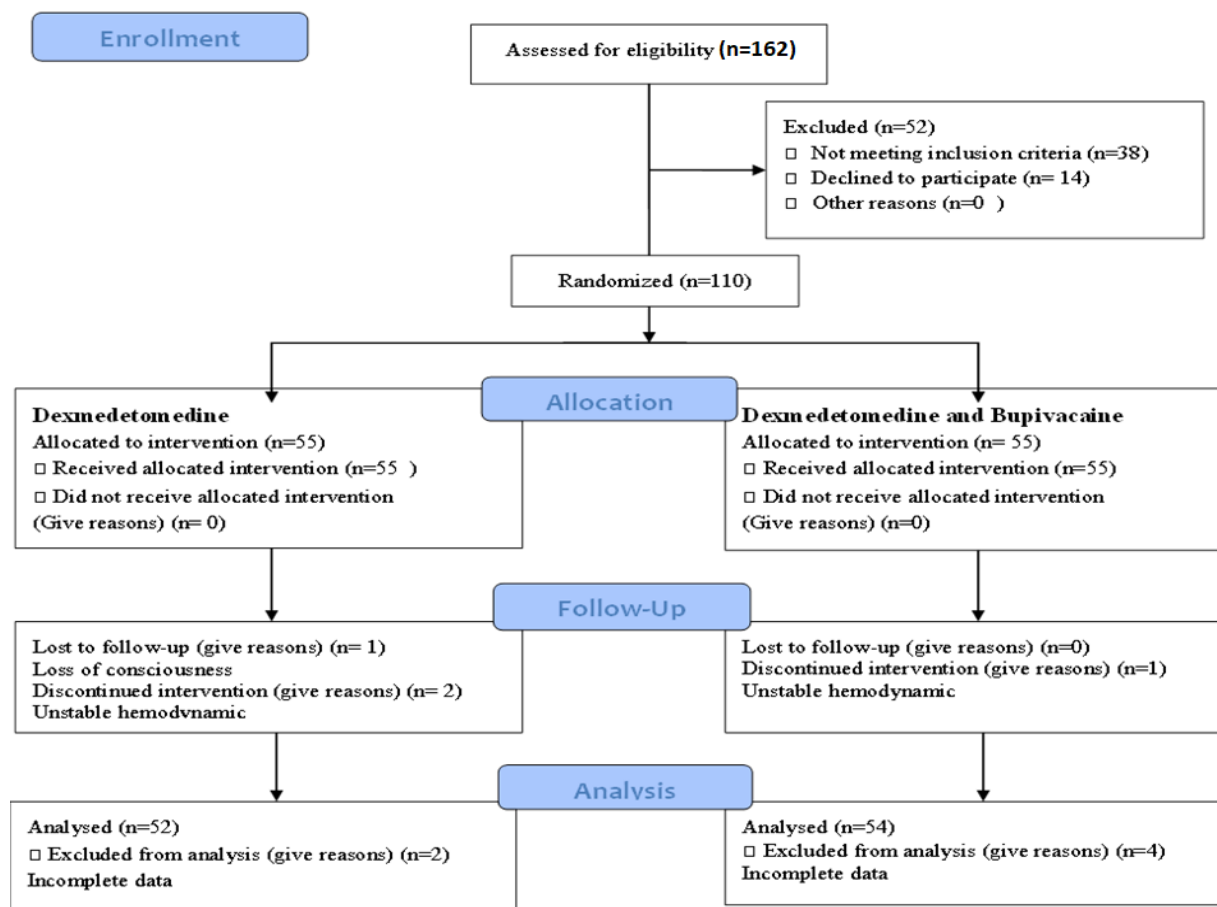 Enrollment
Assessed for eligibility (n=162)
Excluded (n=52)
□ Not meeting inclusion criteria (n=38)
□ Declined to participate (n= 14)
□ Other reasons (n=0 )
Randomized (n=110)
Allocation
Dexmedetomedine
Allocated to intervention (n=55)
□ Received allocated intervention (n=55 )
□ Did not receive allocated intervention
(Give reasons) (n= 0)
Dexmedetomedine and Bupivacaine
Allocated to intervention (n= 55)
□ Received allocated intervention (n=55)
□ Did not receive allocated intervention
(Give reasons) (n=0)
Follow-Up
Lost to follow-up (give reasons) (n= 1)
Loss of consciousness
Discontinued intervention (give reasons) (n= 2)
Unstable hemodynamic
Lost to follow-up (give reasons) (n=0)
Discontinued intervention (give reasons) (n=1)
Unstable hemodynamic
Analysis
Analysed (n=52)
□ Excluded from analysis (give reasons) (n=2)
Incomplete data
Analysed (n=54)
□ Excluded from analysis (give reasons) (n=4)
Incomplete data